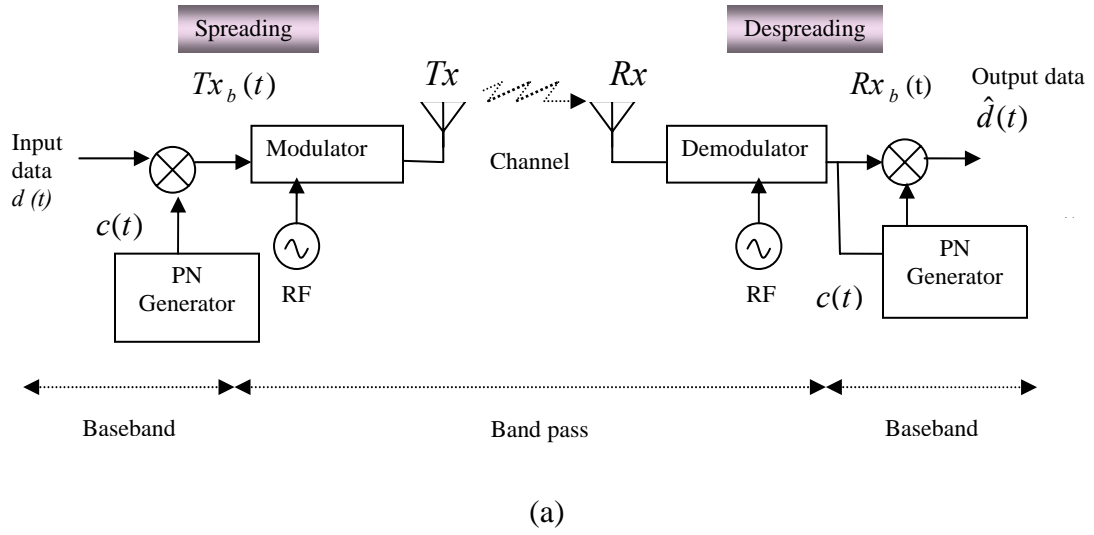 Spreading
Despreading
Tx_b(t)
Tx
Rx
Rx_b(t)
Output data
d̂(t)
Input
data
d (t)
Modulator
Channel
Demodulator
c(t)
PN
Generator
RF
RF
c(t)
PN
Generator
Baseband
Band pass
Baseband
(a)